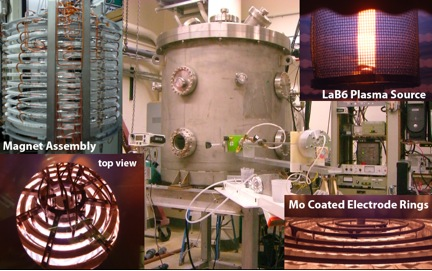 LaB6 Plasma Source
Magnet Assembly
top view
Mo Coated Electrode Rings